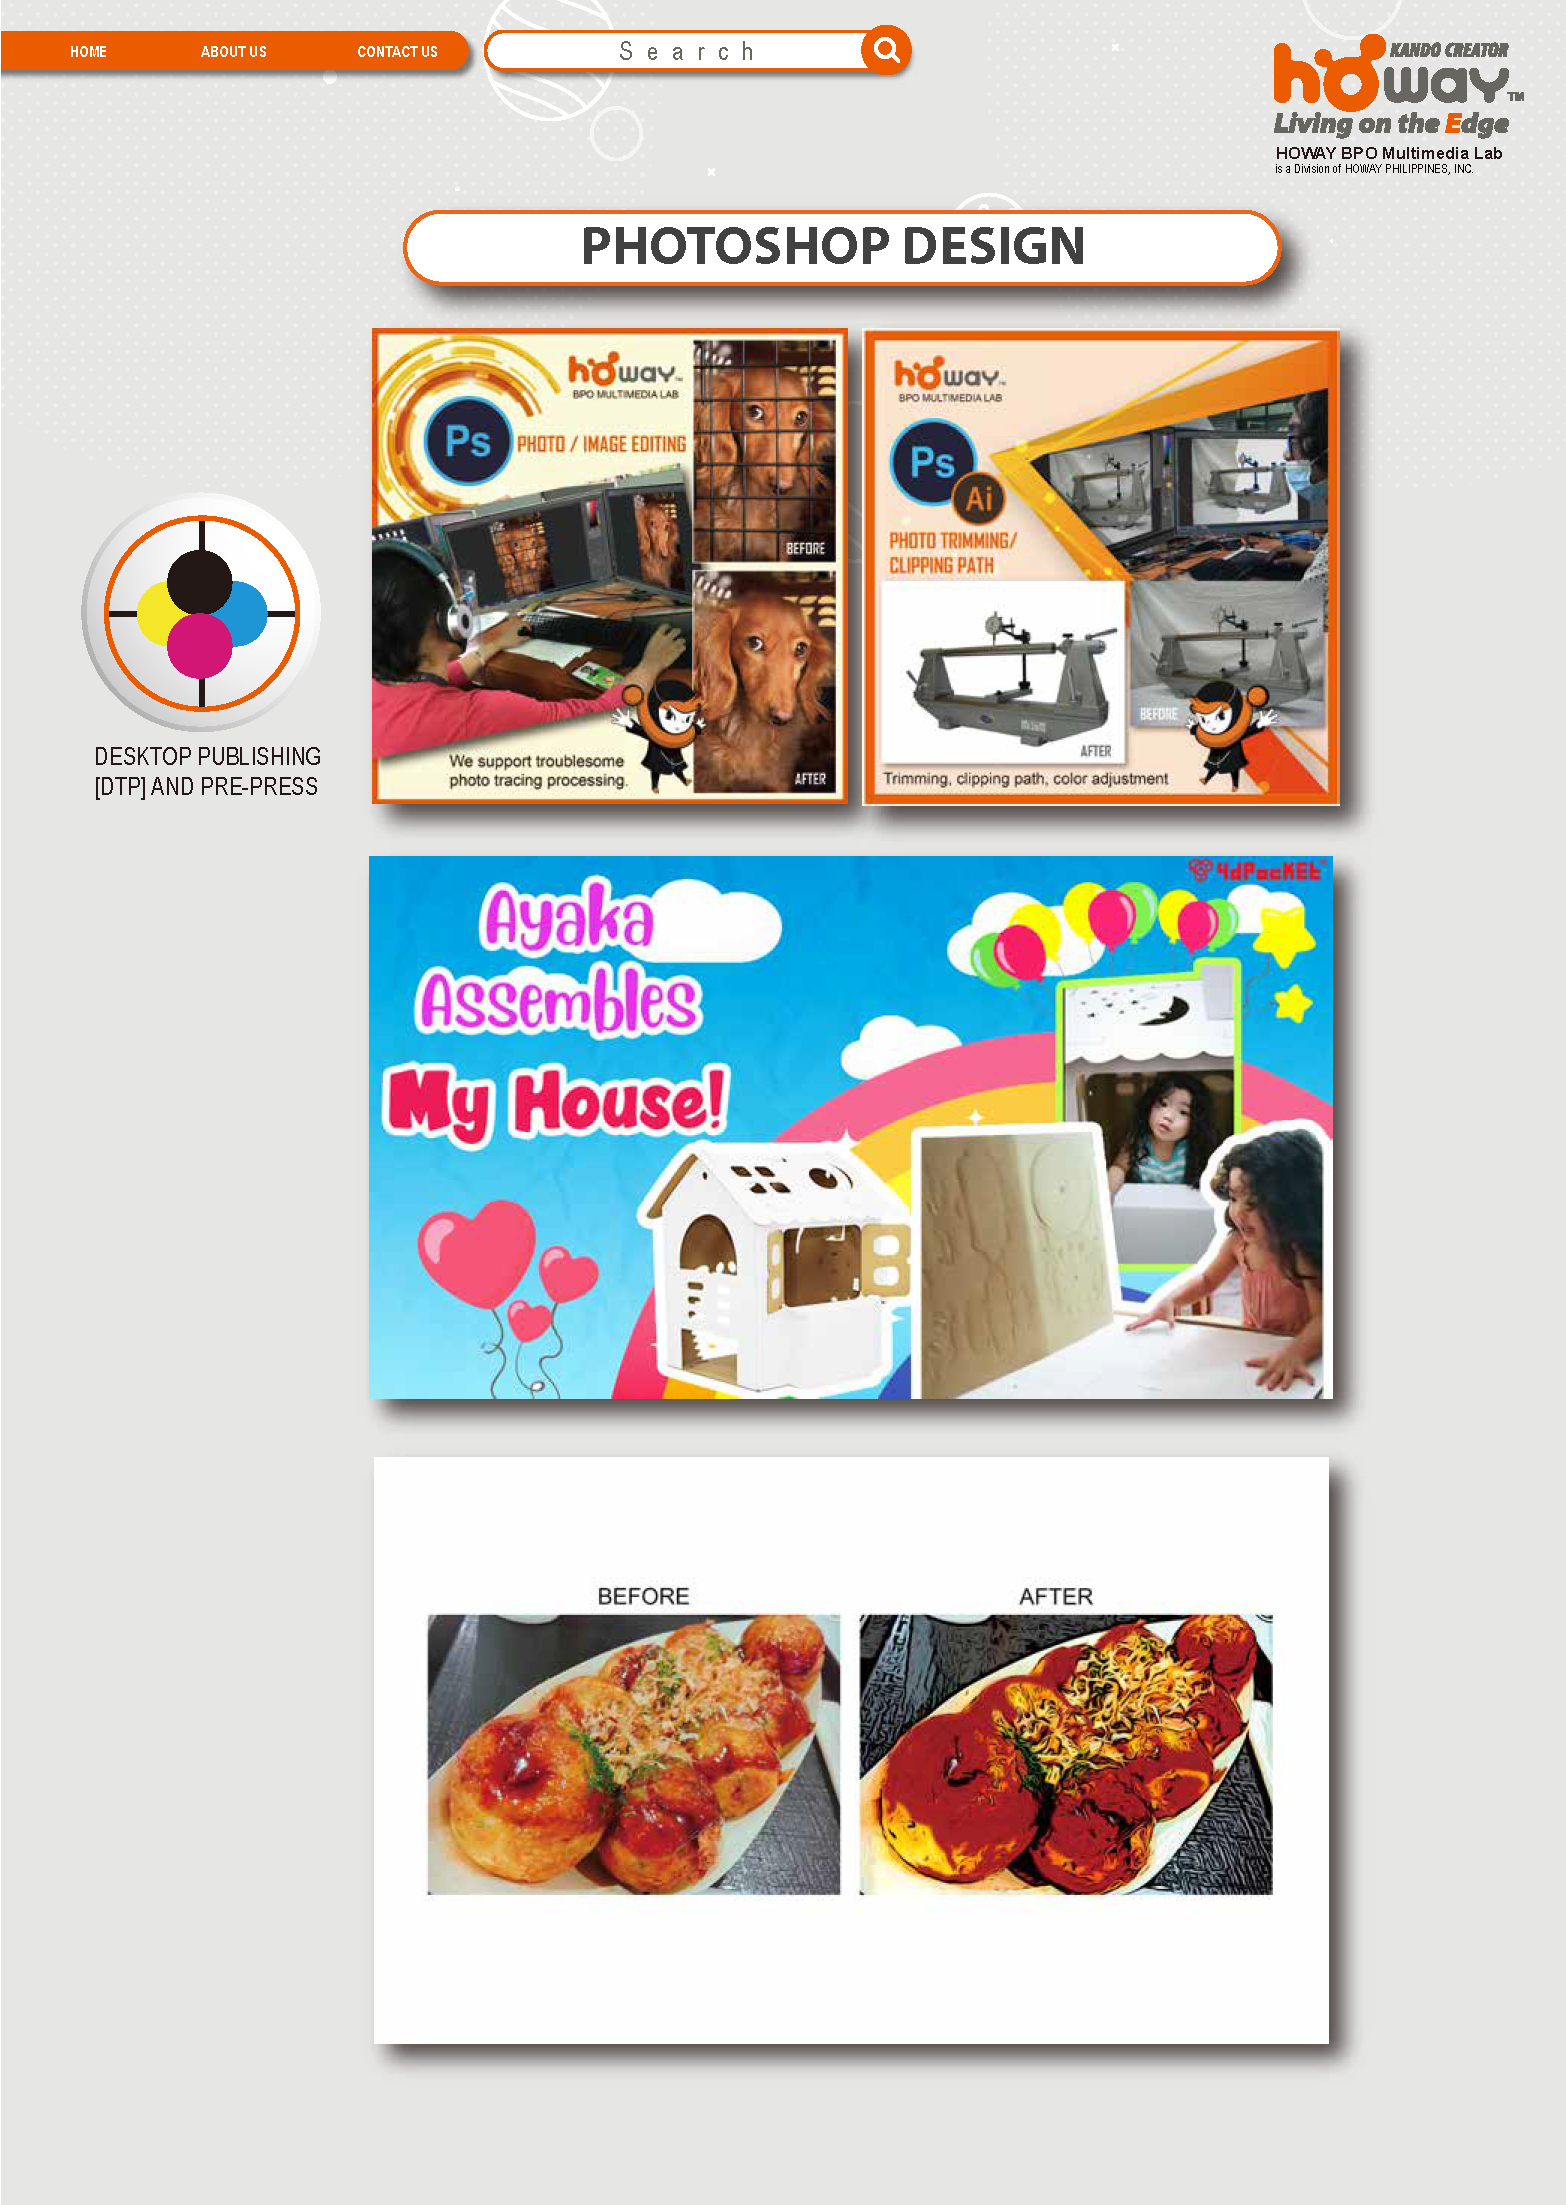 HOME
ABOUT US
CONTACT US
Search
KANDO CREATOR
howay™
Living on the Edge
HOWAY BPO Multimedia Lab
is a Division of HOWAY PHILIPPINES, INC.
PHOTOSHOP DESIGN
howay™
BPO MULTIMEDIA LAB
Ps
PHOTO / IMAGE EDITING
BEFORE
AFTER
We support troublesome
photo tracing processing.
howay™
BPO MULTIMEDIA LAB
Ps
Ai
PHOTO TRIMMING/
CLIPPING PATH
BEFORE
AFTER
Trimming, clipping path, color adjustment
DESKTOP PUBLISHING
[DTP] AND PRE-PRESS
4dPocKEt
Ayaka
Assembles
My House!
BEFORE
AFTER